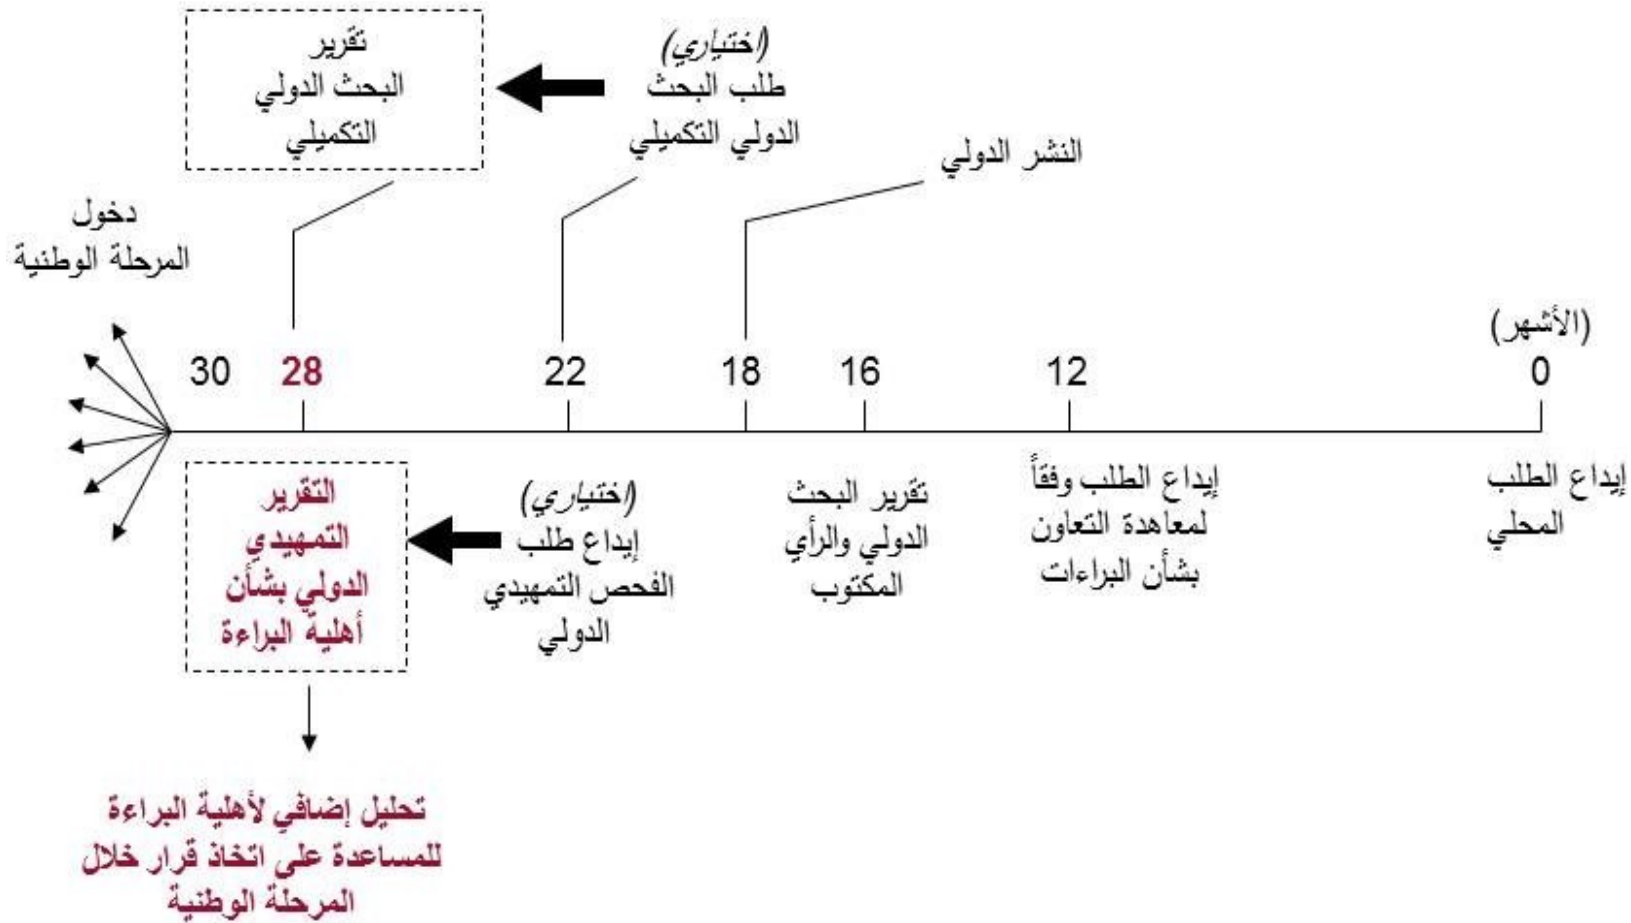 تقرير
البحث الدولي
التكميلي
(اختياري)
طلب البحث
الدولي التكميلي
النشر الدولي
دخول
المرحلة الوطنية
(الأشهر)
0
12
16
18
22
28
30
إيداع الطلب
المحلي
إيداع الطلب وفقاً
لمعاهدة التعاون
بشأن البراءات
تقرير البحث
الدولي والرأي
المكتوب
(اختياري)
إيداع طلب
الفحص التمهيدي
الدولي
التقرير
التمهيدي
الدولي بشأن
أهلية البراءة
تحليل إضافي لأهلية البراءة
للمساعدة على اتخاذ قرار خلال
المرحلة الوطنية